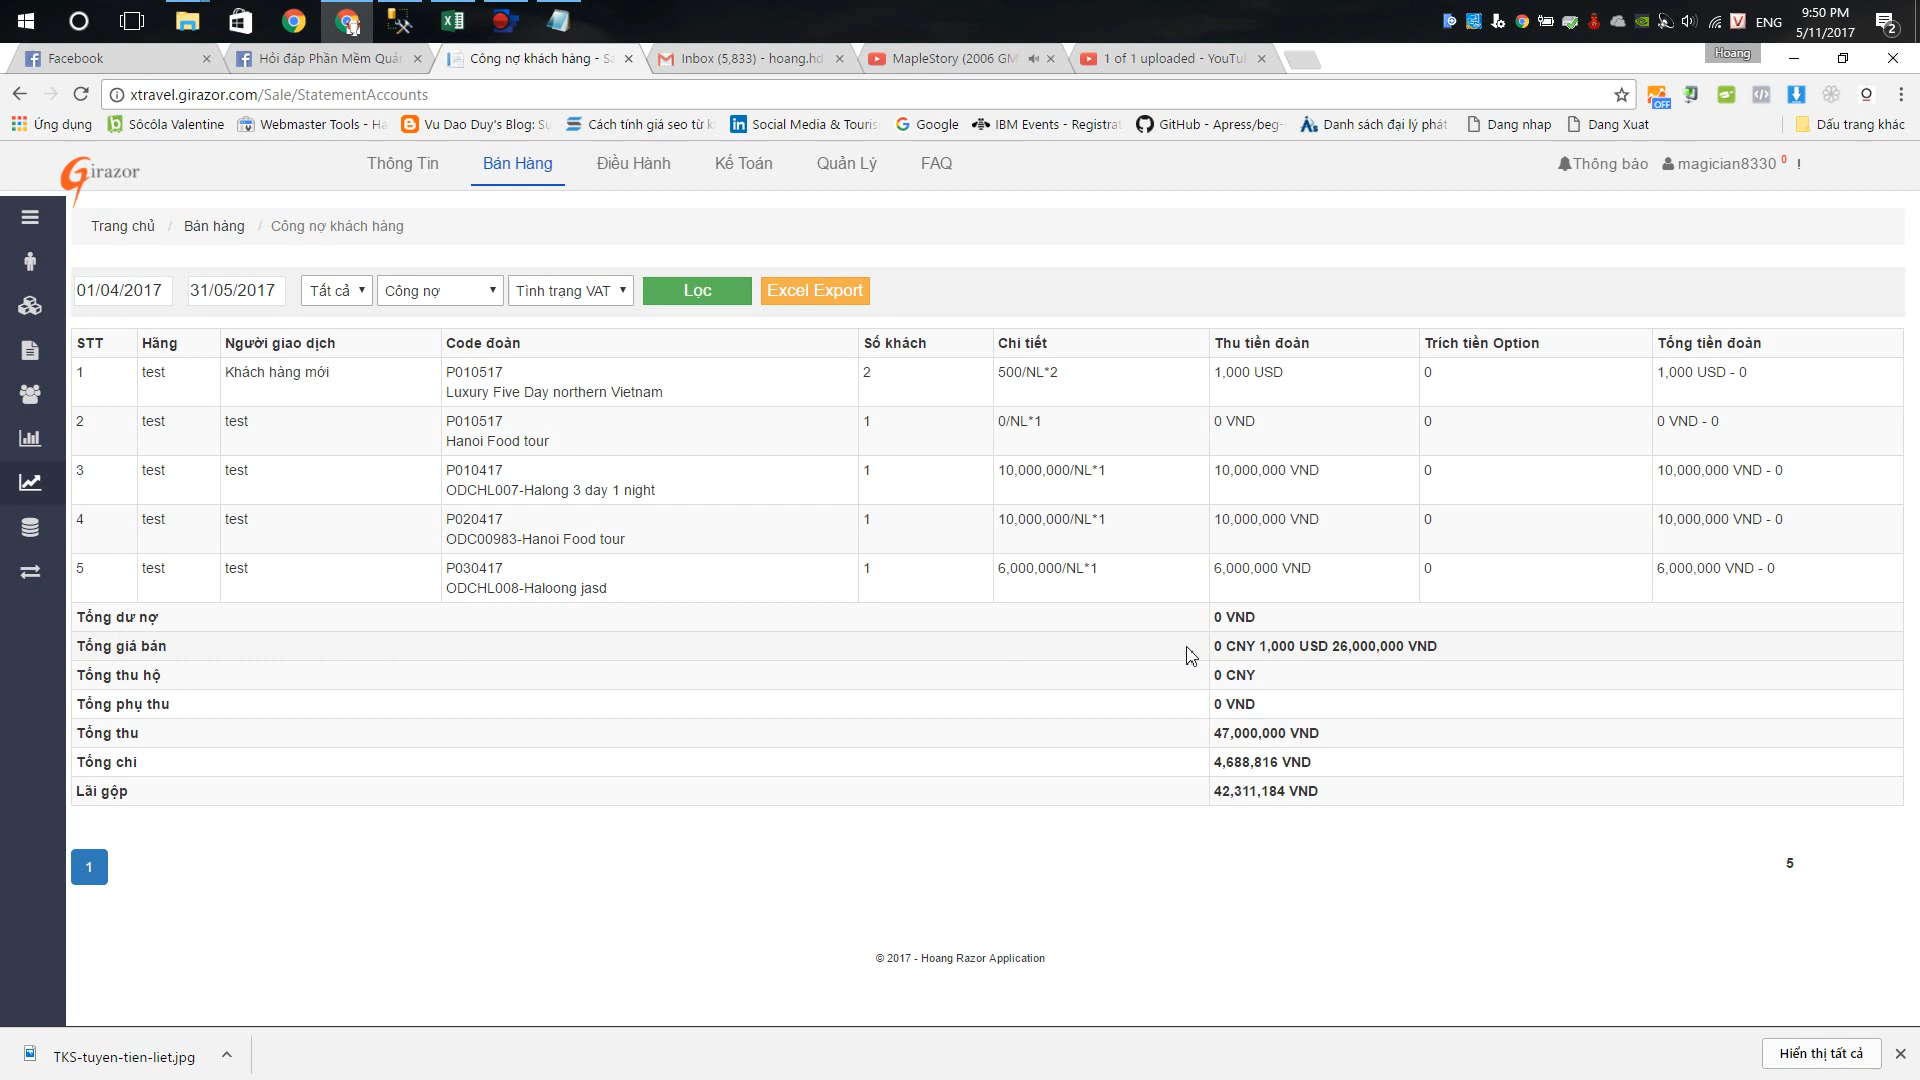 ENG
9:50 PM
5/11/2017
2
Facebook
Hỏi đáp Phần Mềm Quản
Công nợ khách hàng - Sa
Inbox (5,833) - hoang.hd
MapleStory (2006 GM
1 of 1 uploaded - YouTu
Hoang
xtravel.girazor.com/Sale/StatementAccounts
OFF
Ứng dụng
Sôcôla Valentine
Webmaster Tools - Ha
Vu Dao Duy's Blog: Su
Cách tính giá seo từ k
Social Media & Touris
Google
IBM Events - Registrat
GitHub - Apress/beg-
Danh sách đại lý phát
Dang nhap
Dang Xuat
Dấu trang khác
Girazor
Thông Tin
Bán Hàng
Điều Hành
Kế Toán
Quản Lý
FAQ
Thông báo
magician8330 0 !
Trang chủ / Bán hàng / Công nợ khách hàng
01/04/2017
31/05/2017
Tất cả
Công nợ
Tình trạng VAT
Lọc
Excel Export
STT Hãng Người giao dịch Code đoàn Số khách Chi tiết Thu tiền đoàn Trích tiền Option Tổng tiền đoàn
1 test Khách hàng mới P010517 2 500/NL*2 1,000 USD 0 1,000 USD - 0
Luxury Five Day northern Vietnam
2 test test P010517 1 0/NL*1 0 VND 0 0 VND - 0
Hanoi Food tour
3 test test P010417 1 10,000,000/NL*1 10,000,000 VND 0 10,000,000 VND - 0
ODCHL007-Halong 3 day 1 night
4 test test P020417 1 10,000,000/NL*1 10,000,000 VND 0 10,000,000 VND - 0
ODC00983-Hanoi Food tour
5 test test P030417 1 6,000,000/NL*1 6,000,000 VND 0 6,000,000 VND - 0
ODCHL008-Haloong jasd
Tổng dư nợ 0 VND
Tổng giá bán 0 CNY 1,000 USD 26,000,000 VND
Tổng thu hộ 0 CNY
Tổng phụ thu 0 VND
Tổng thu 47,000,000 VND
Tổng chi 4,688,816 VND
Lãi gộp 42,311,184 VND
1
5
© 2017 - Hoang Razor Application
TKS-tuyen-tien-liet.jpg
Hiển thị tất cả